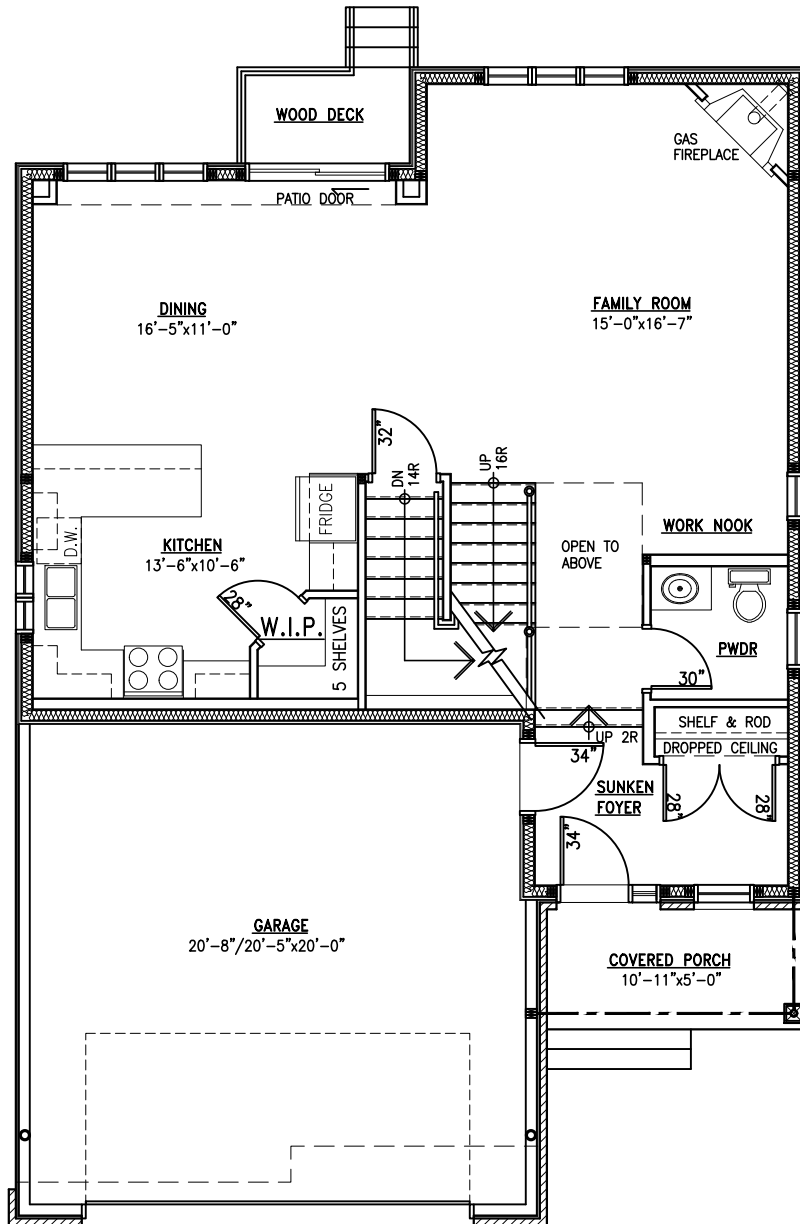 WOOD DECK
GAS
FIREPLACE
PATIO DOOR
DINING
16'-5"x11'-0"
FAMILY ROOM
15'-0"x16'-7"
32"
DN
14R
UP
16R
FRIDGE
D.W.
KITCHEN
13'-6"x10'-6"
28"
W.I.P.
5 SHELVES
OPEN TO
ABOVE
WORK NOOK
PWDR
30"
SHELF & ROD
DROPPED CEILING
UP 2R
34"
SUNKEN
FOYER
28"
28"
34"
GARAGE
20'-8"/20'-5"x20'-0"
COVERED PORCH
10'-11"x5'-0"